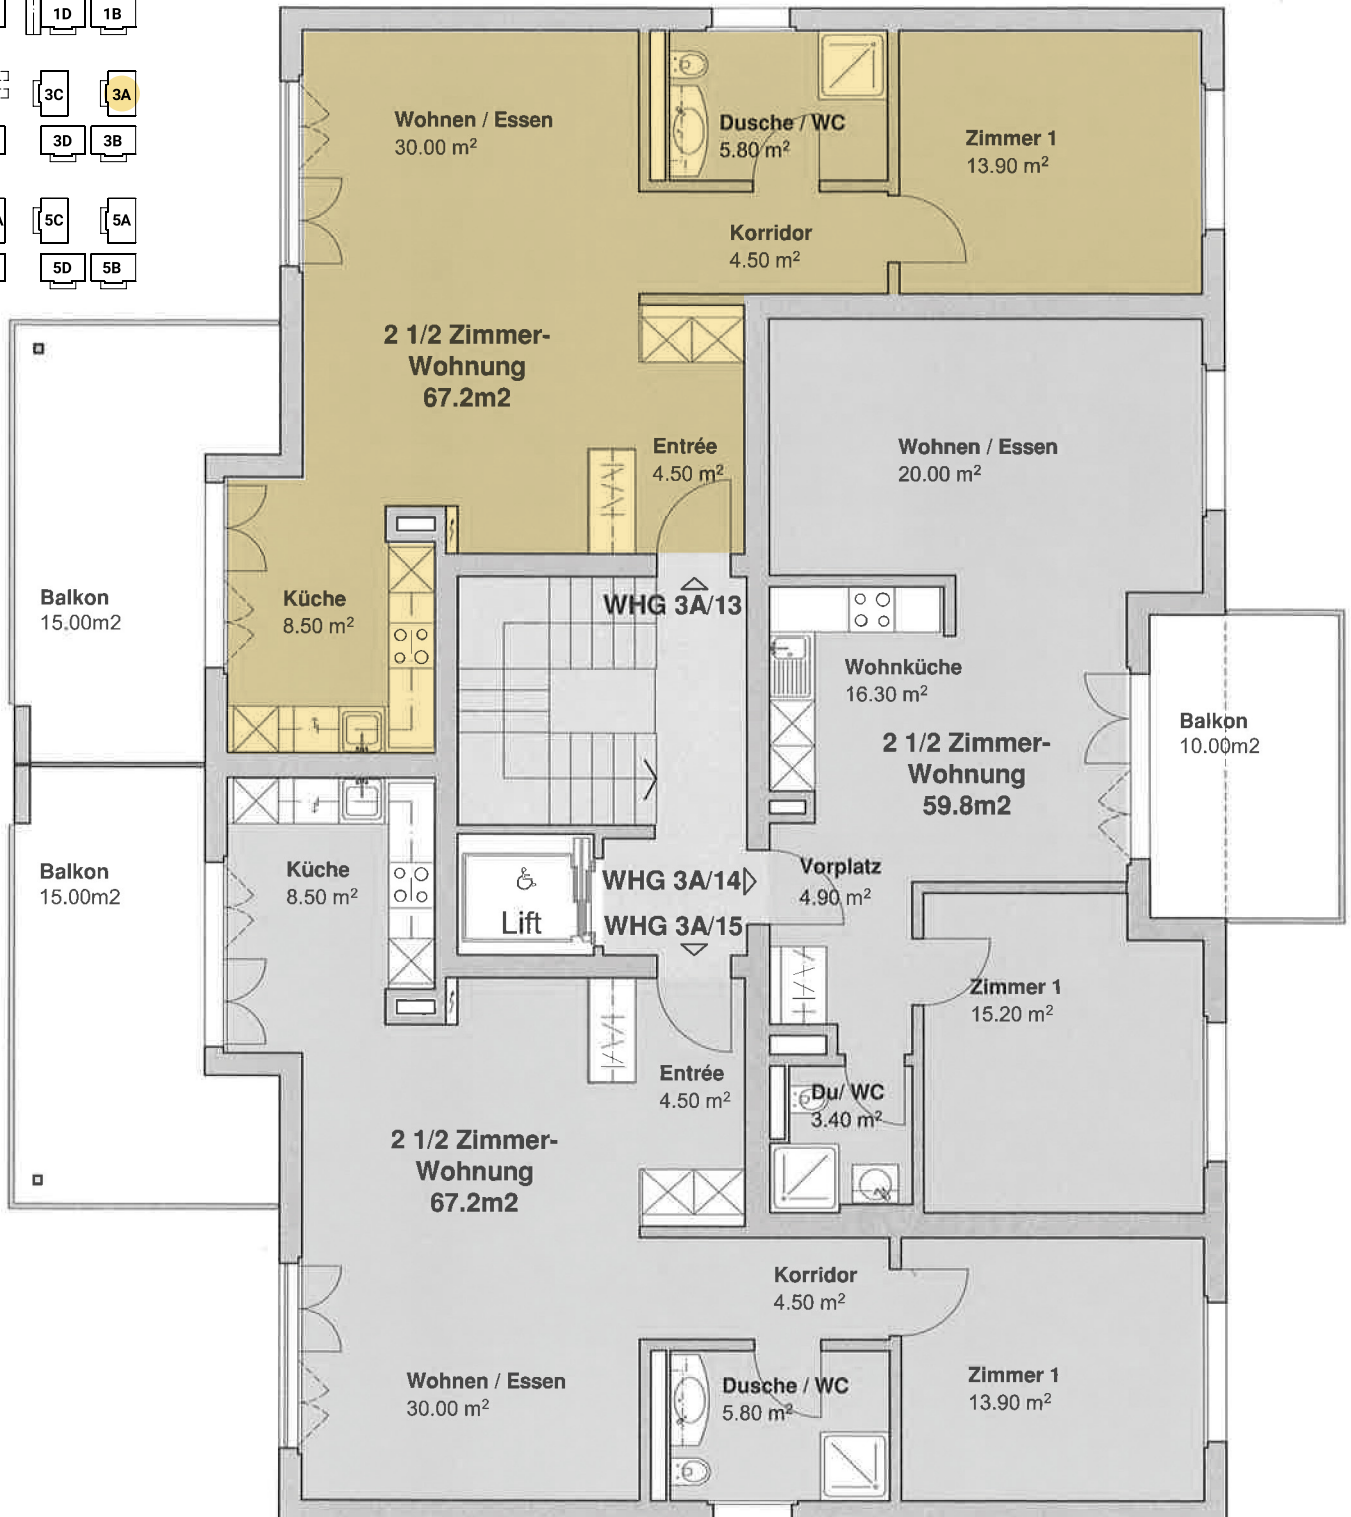 1D 1B
3C 3A
3D 3B
5C 5A
5D 5B
Wohnen / Essen
30.00 m²
Dusche / WC
5.80 m²
Zimmer 1
13.90 m²
Korridor
4.50 m²
2 1/2 Zimmer-
Wohnung
67.2m2
Entrée
4.50 m²
Wohnen / Essen
20.00 m²
Balkon
15.00m2
Küche
8.50 m²
WHG 3A/13
Wohnküche
16.30 m²
2 1/2 Zimmer-
Wohnung
59.8m2
Balkon
10.00m2
Balkon
15.00m2
Küche
8.50 m²
Lift
WHG 3A/14
WHG 3A/15
Vorplatz
4.90 m²
Zimmer 1
15.20 m²
Entrée
4.50 m²
Du/ WC
3.40 m²
2 1/2 Zimmer-
Wohnung
67.2m2
Korridor
4.50 m²
Wohnen / Essen
30.00 m²
Dusche / WC
5.80 m²
Zimmer 1
13.90 m²